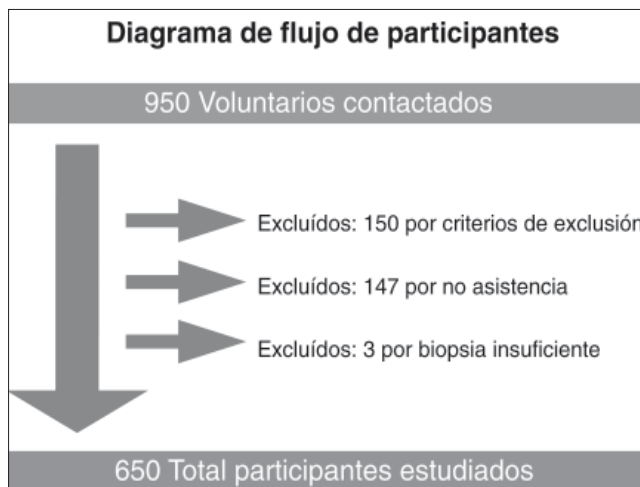 Diagrama de flujo de participantes
950 Voluntarios contactados
Excluídos: 150 por criterios de exclusión
Excluídos: 147 por no asistencia
Excluídos: 3 por biopsia insuficiente
650 Total participantes estudiados